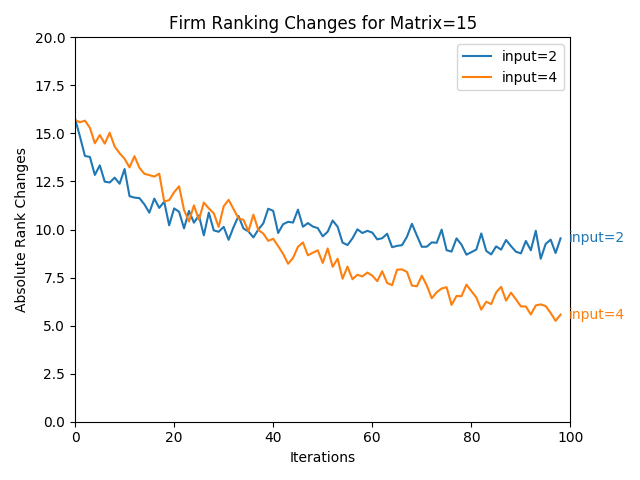 Firm Ranking Changes for Matrix=15
20.0
17.5
15.0
12.5
10.0
7.5
5.0
2.5
0.0
Absolute Rank Changes
input=2
input=4
input=2
input=4
0
20
40
60
80
100
Iterations